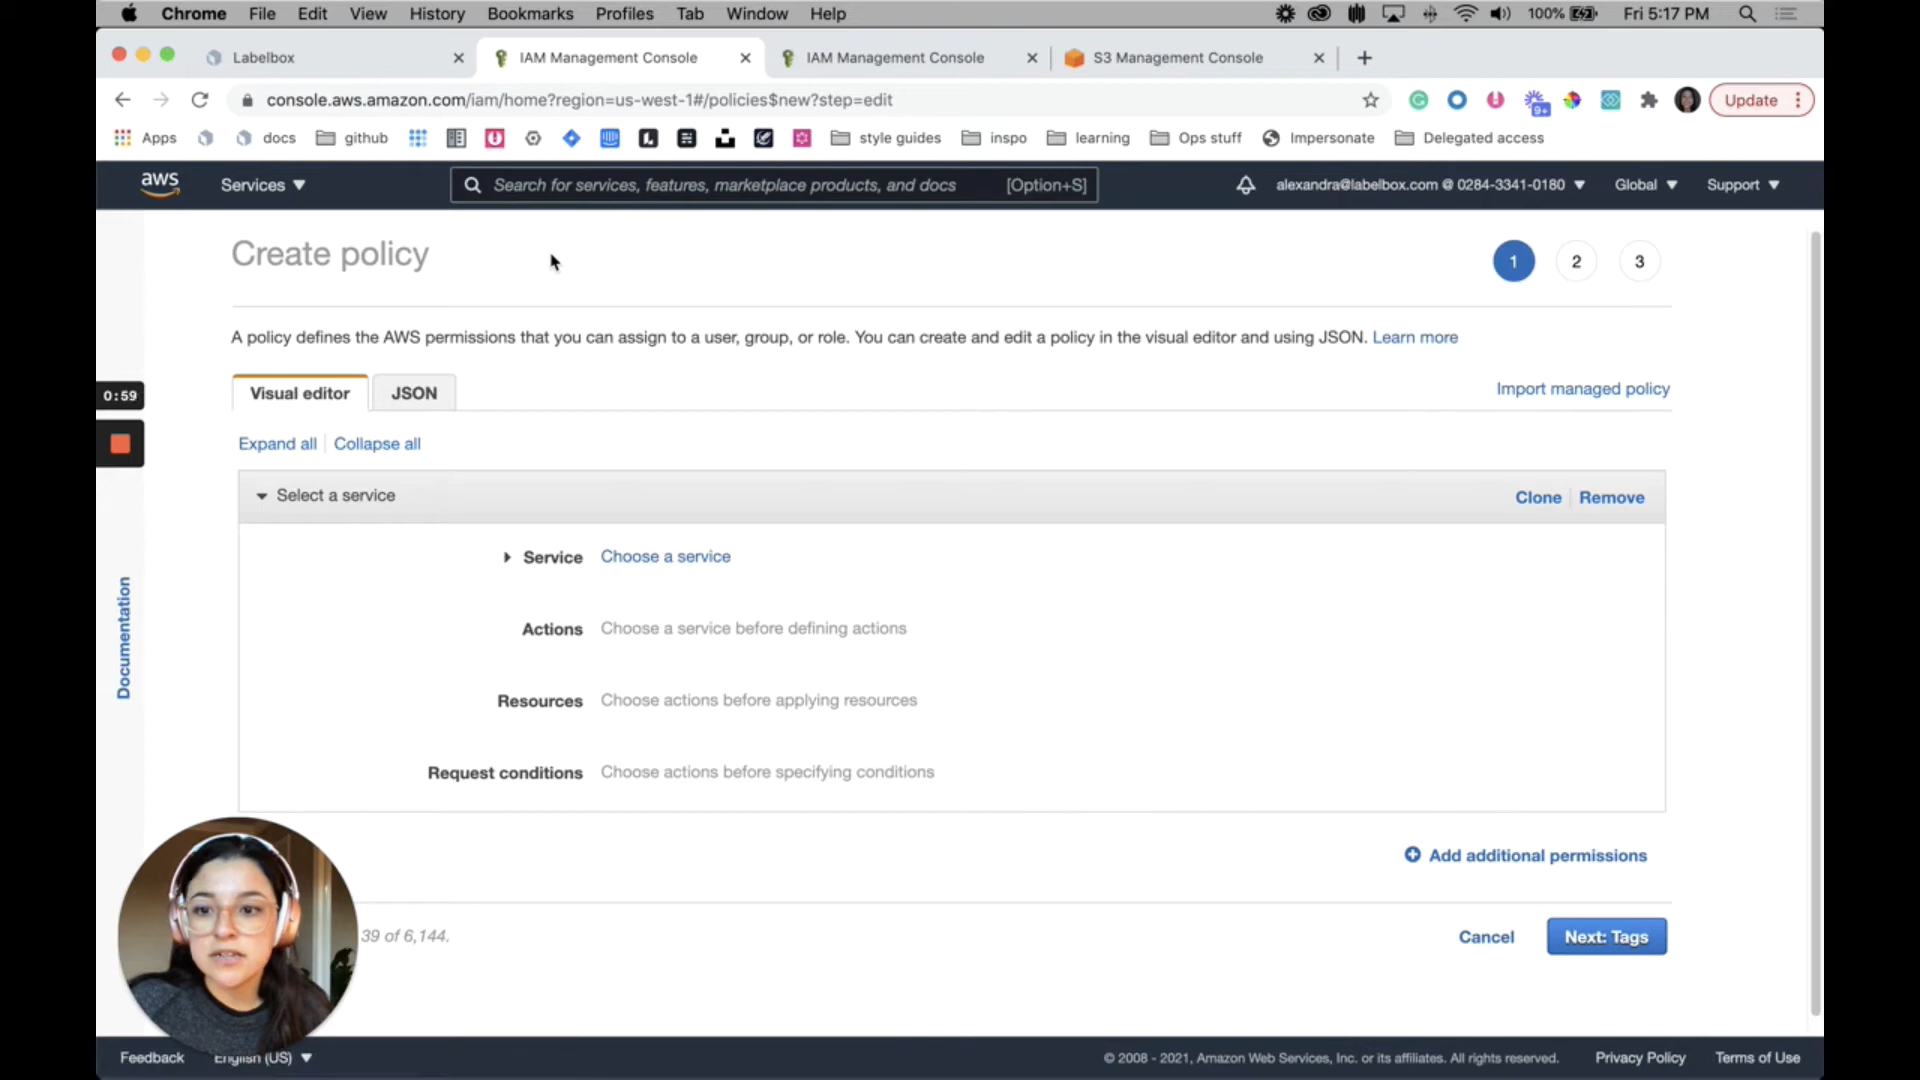 Chrome File Edit View History Bookmarks Profiles Tab Window Help 100% Fri 5:17 PM
Labelbox IAM Management Console IAM Management Console S3 Management Console
console.aws.amazon.com/iam/home?region=us-west-1#/policies$new?step=edit 9+ Update
Apps docs github style guides inspo learning Ops stuff Impersonate Delegated access
aws Services Search for services, features, marketplace products, and docs [Option+S] alexandra@labelbox.com @ 0284-3341-0180 Global Support
Create policy 1 2 3
A policy defines the AWS permissions that you can assign to a user, group, or role. You can create and edit a policy in the visual editor and using JSON. Learn more
Visual editor JSON Import managed policy
0:59
Expand all Collapse all
Select a service Clone Remove
Service Choose a service
Actions Choose a service before defining actions
Documentation
Resources Choose actions before applying resources
Request conditions Choose actions before specifying conditions
Add additional permissions
39 of 6,144. Cancel Next: Tags
Feedback English (US) © 2008 - 2021, Amazon Web Services, Inc. or its affiliates. All rights reserved. Privacy Policy Terms of Use